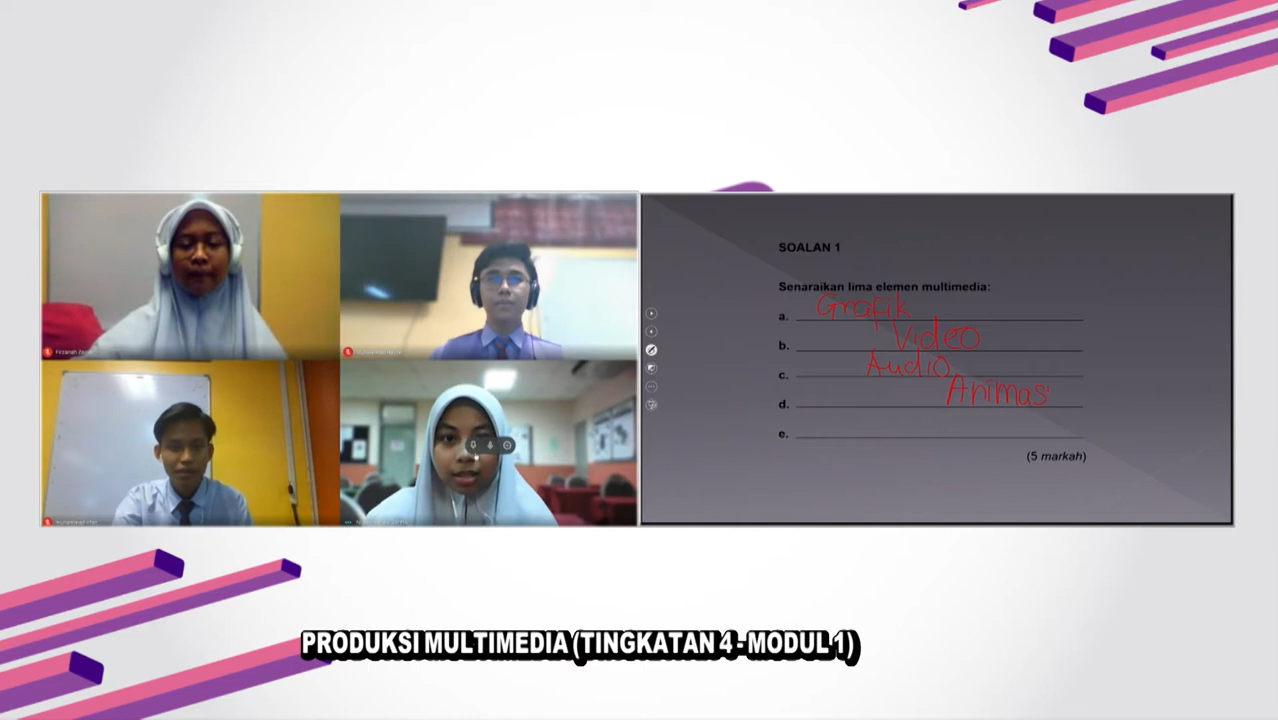 SOALAN 1
Senaraikan lima elemen multimedia:
a. Grafik
b. Video
c. Audio
d. Animasi
e.
(5 markah)
PRODUKSI MULTIMEDIA (TINGKATAN 4 - MODUL 1)